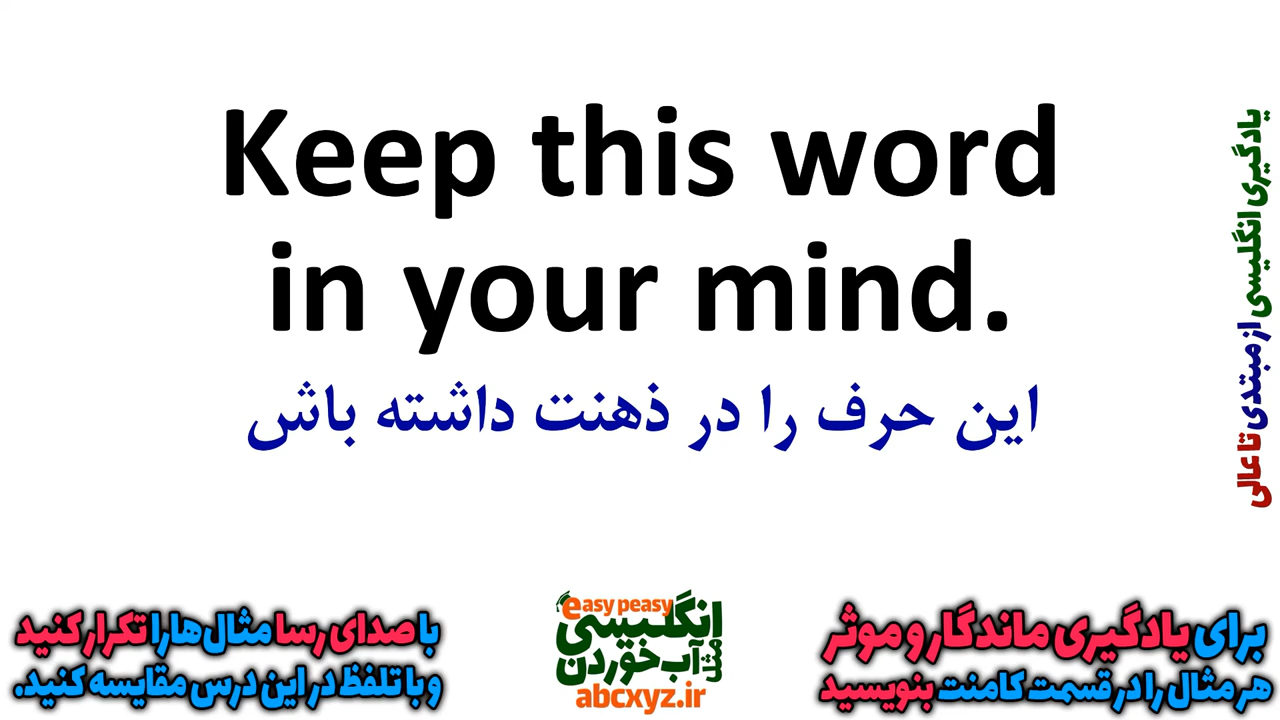 Keep this word
in your mind.
این حرف را در ذهنت داشته باش
یادگیری انگلیسی از مبتدی تا عالی
برای یادگیری ماندگار و موثر
هر مثال را در قسمت کامنت بنویسید
easy peasy
انگلیسی
مثل آب خوردن
abcxyz.ir
با صدای رسا مثال‌ها را تکرار کنید
و با تلفظ در این درس مقایسه کنید.